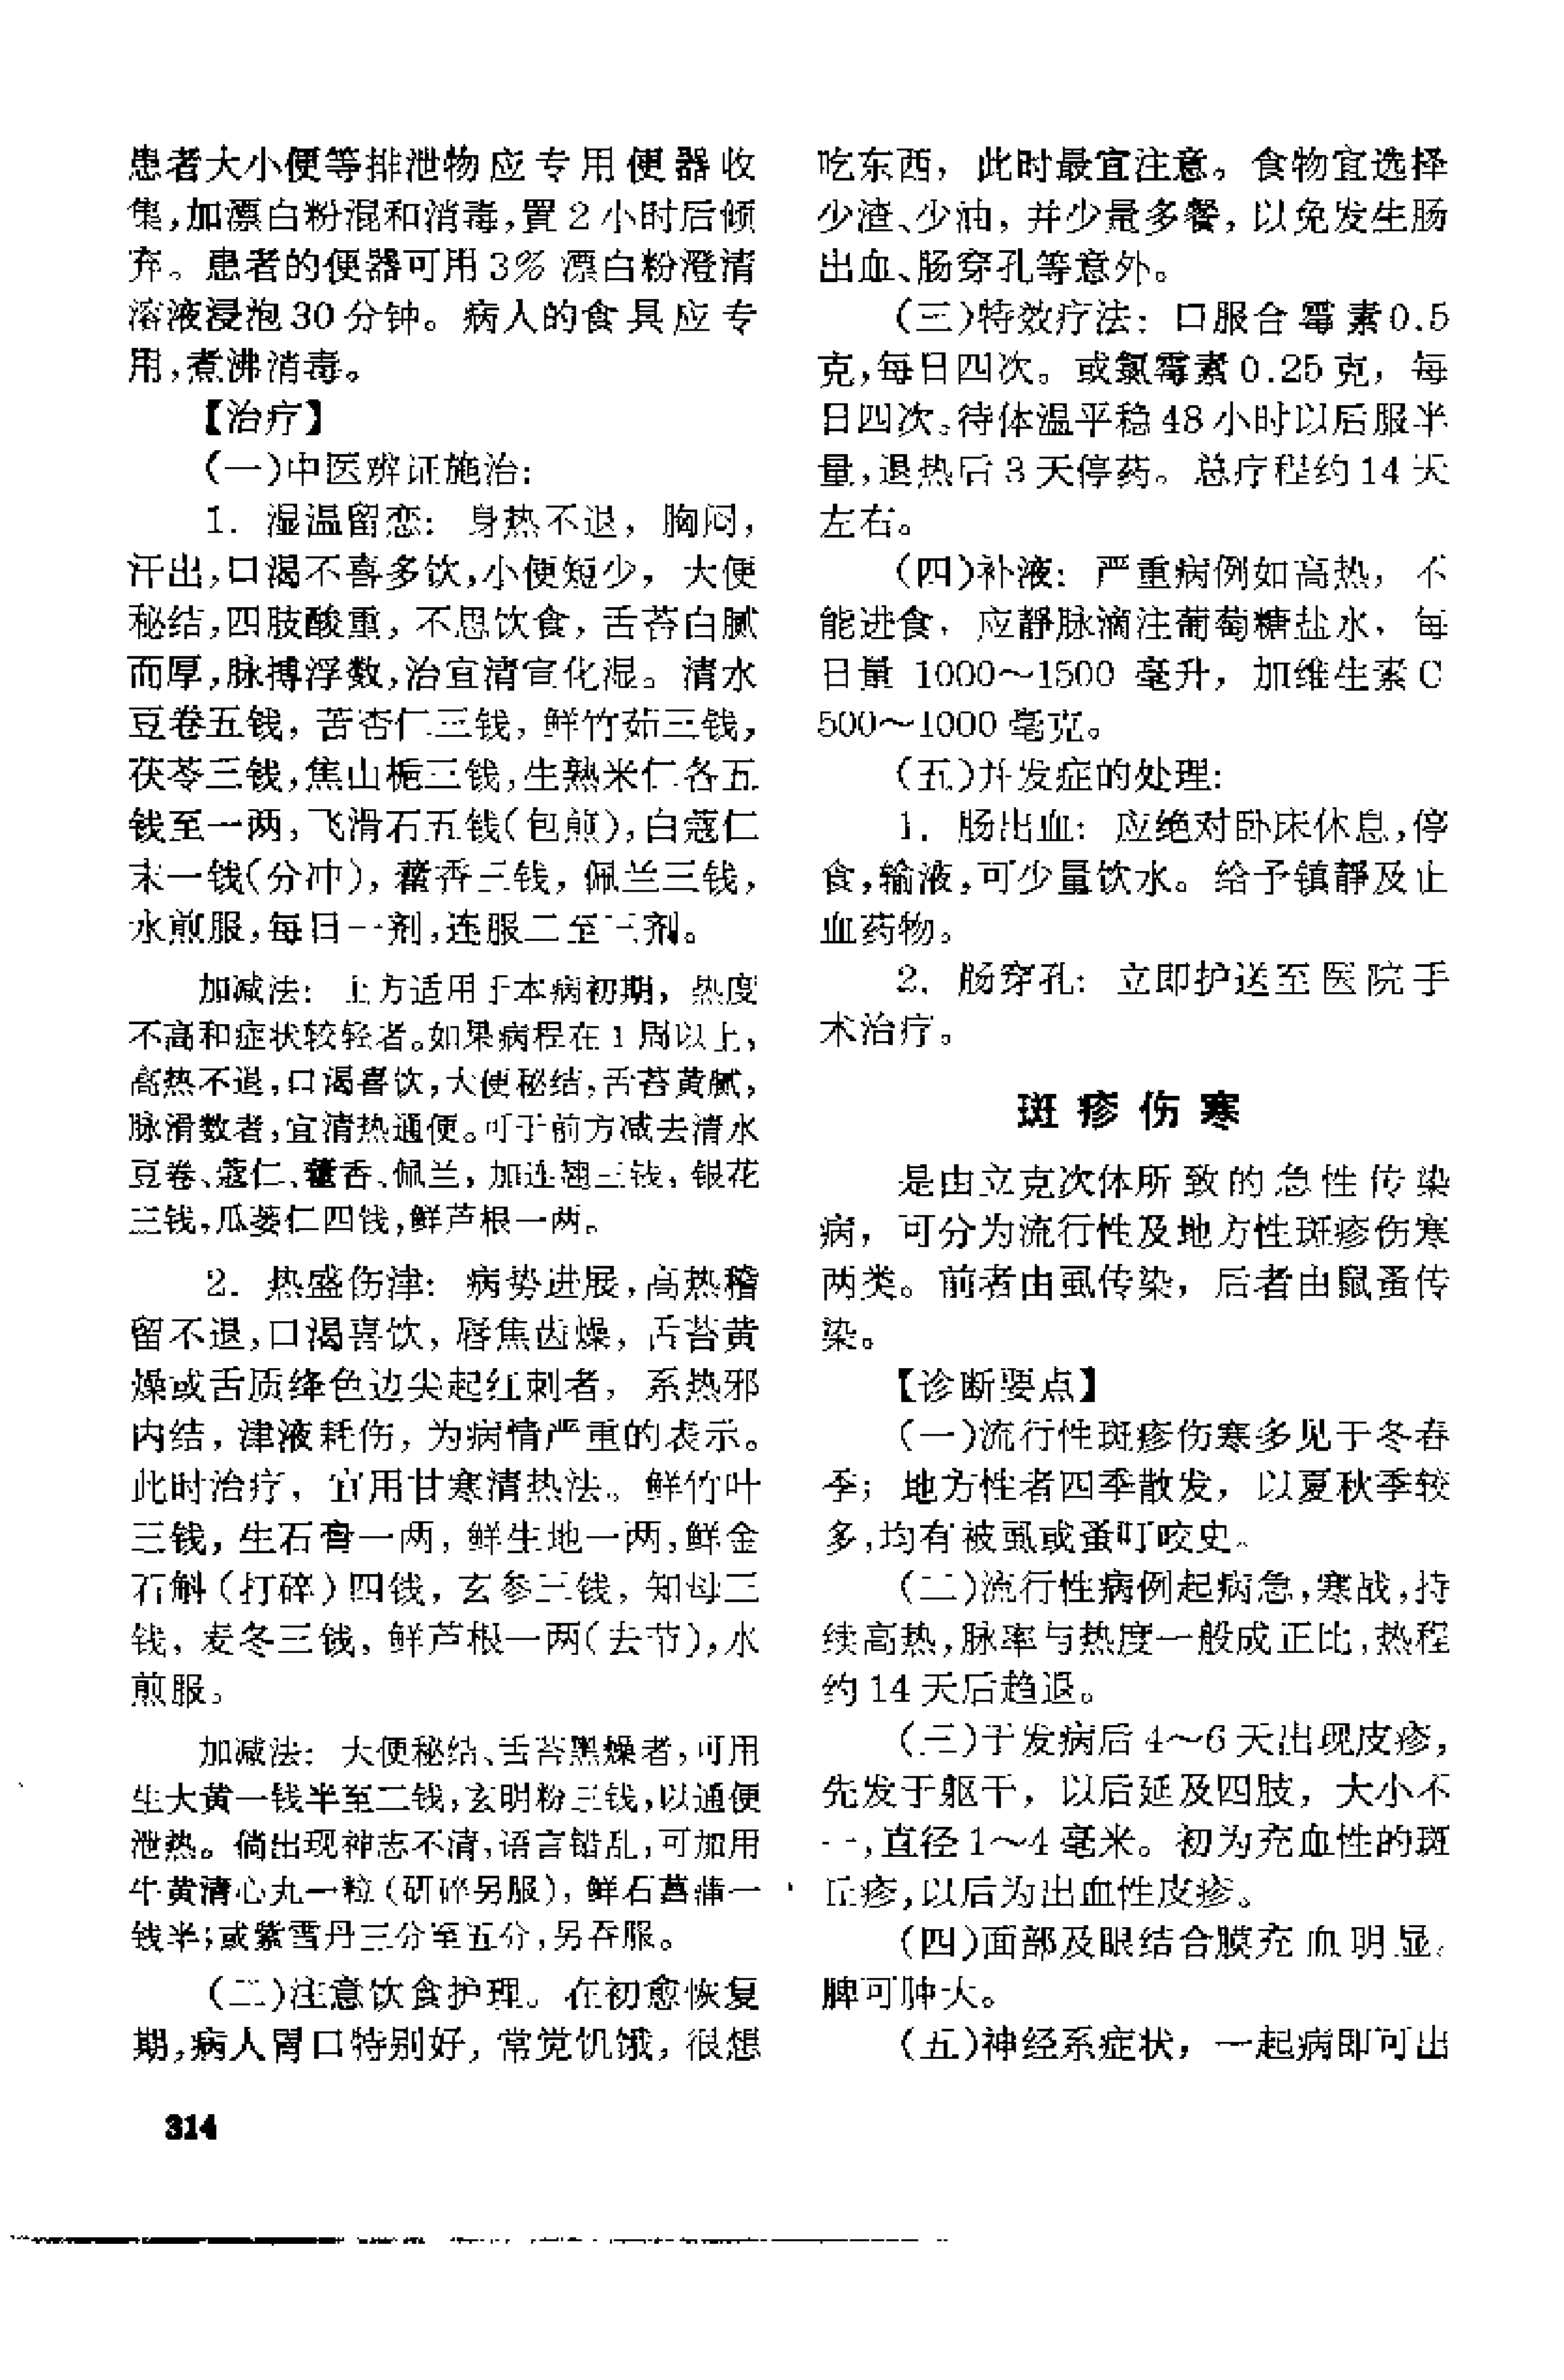 患者大小便等排泄物应专用便器收
集,加漂白粉混和消毒,置2小时后倾
弃。患者的便器可用3%漂白粉澄清
溶液浸泡30分钟。病人的食具应专
用,煮沸消毒。
【治疗】
(一)中医辨证施治:
1. 湿温留恋: 身热不退, 胸闷,
汗出,口渴不喜多饮,小便短少, 大便
秘结,四肢酸重, 不思饮食, 舌苔白腻
而厚,脉搏浮数,治宜清宣化湿。清水
豆卷五钱, 苦杏仁三钱, 鲜竹茹三钱,
茯苓三钱,焦山栀三钱,生熟米仁各五
钱至一两, 飞滑石五钱(包煎),白蔻仁
末一钱(分冲), 藿香三钱, 佩兰三钱,
水煎服,每日一剂,连服二至三剂。
加减法: 上方适用于本病初期, 热度
不高和症状较轻者。如果病程在1周以上,
高热不退,口渴喜饮,大便秘结,舌苔黄腻,
脉滑数者,宜清热通便。可于前方减去清水
豆卷、蔻仁、藿香、佩兰, 加连翘三钱, 银花
三钱,瓜蒌仁四钱,鲜芦根一两。
2. 热盛伤津: 病势进展,高热稽
留不退,口渴喜饮, 唇焦齿燥, 舌苔黄
燥或舌质绛色边尖起红刺者, 系热邪
内结, 津液耗伤, 为病情严重的表示。
此时治疗, 宜用甘寒清热法。鲜竹叶
三钱, 生石膏一两, 鲜生地一两,鲜金
石斛(打碎)四钱, 玄参三钱, 知母三
钱, 麦冬三钱, 鲜芦根一两(去节),水
煎服。
加减法: 大便秘结、舌苔黑燥者,可用
生大黄一钱半至二钱,玄明粉三钱,以通便
泄热。倘出现神志不清,语言错乱,可加用
牛黄清心丸一粒(研碎另服), 鲜石菖蒲一
钱半;或紫雪丹三分至五分,另吞服。
(二)注意饮食护理。在初愈恢复
期,病人胃口特别好, 常觉饥饿, 很想
314
吃东西, 此时最宜注意。食物宜选择
少渣、少油, 并少量多餐, 以免发生肠
出血、肠穿孔等意外。
(三)特效疗法: 口服合霉素0.5
克,每日四次。或氯霉素0.25克, 每
日四次。待体温平稳48小时以后服半
量,退热后3天停药。总疗程约14天
左右。
(四)补液: 严重病例如高热, 不
能进食, 应静脉滴注葡萄糖盐水, 每
日量 1000～1500 毫升, 加维生素C
500～1000 毫克。
(五)并发症的处理:
1. 肠出血: 应绝对卧床休息,停
食,输液,可少量饮水。给予镇静及止
血药物。
2. 肠穿孔: 立即护送至医院手
术治疗。
斑疹伤寒
是由立克次体所致的急性传染
病, 可分为流行性及地方性斑疹伤寒
两类。前者由虱传染, 后者由鼠蚤传
染。
【诊断要点】
(一)流行性斑疹伤寒多见于冬春
季; 地方性者四季散发, 以夏秋季较
多,均有被虱或蚤叮咬史。
(二)流行性病例起病急,寒战,持
续高热,脉率与热度一般成正比,热程
约14天后趋退。
(三)于发病后4～6天出现皮疹,
先发于躯干, 以后延及四肢, 大小不
一,直径1～4毫米。初为充血性的斑
丘疹,以后为出血性皮疹。
(四)面部及眼结合膜充血明显。
脾可肿大。
(五)神经系症状, 一起病即可出